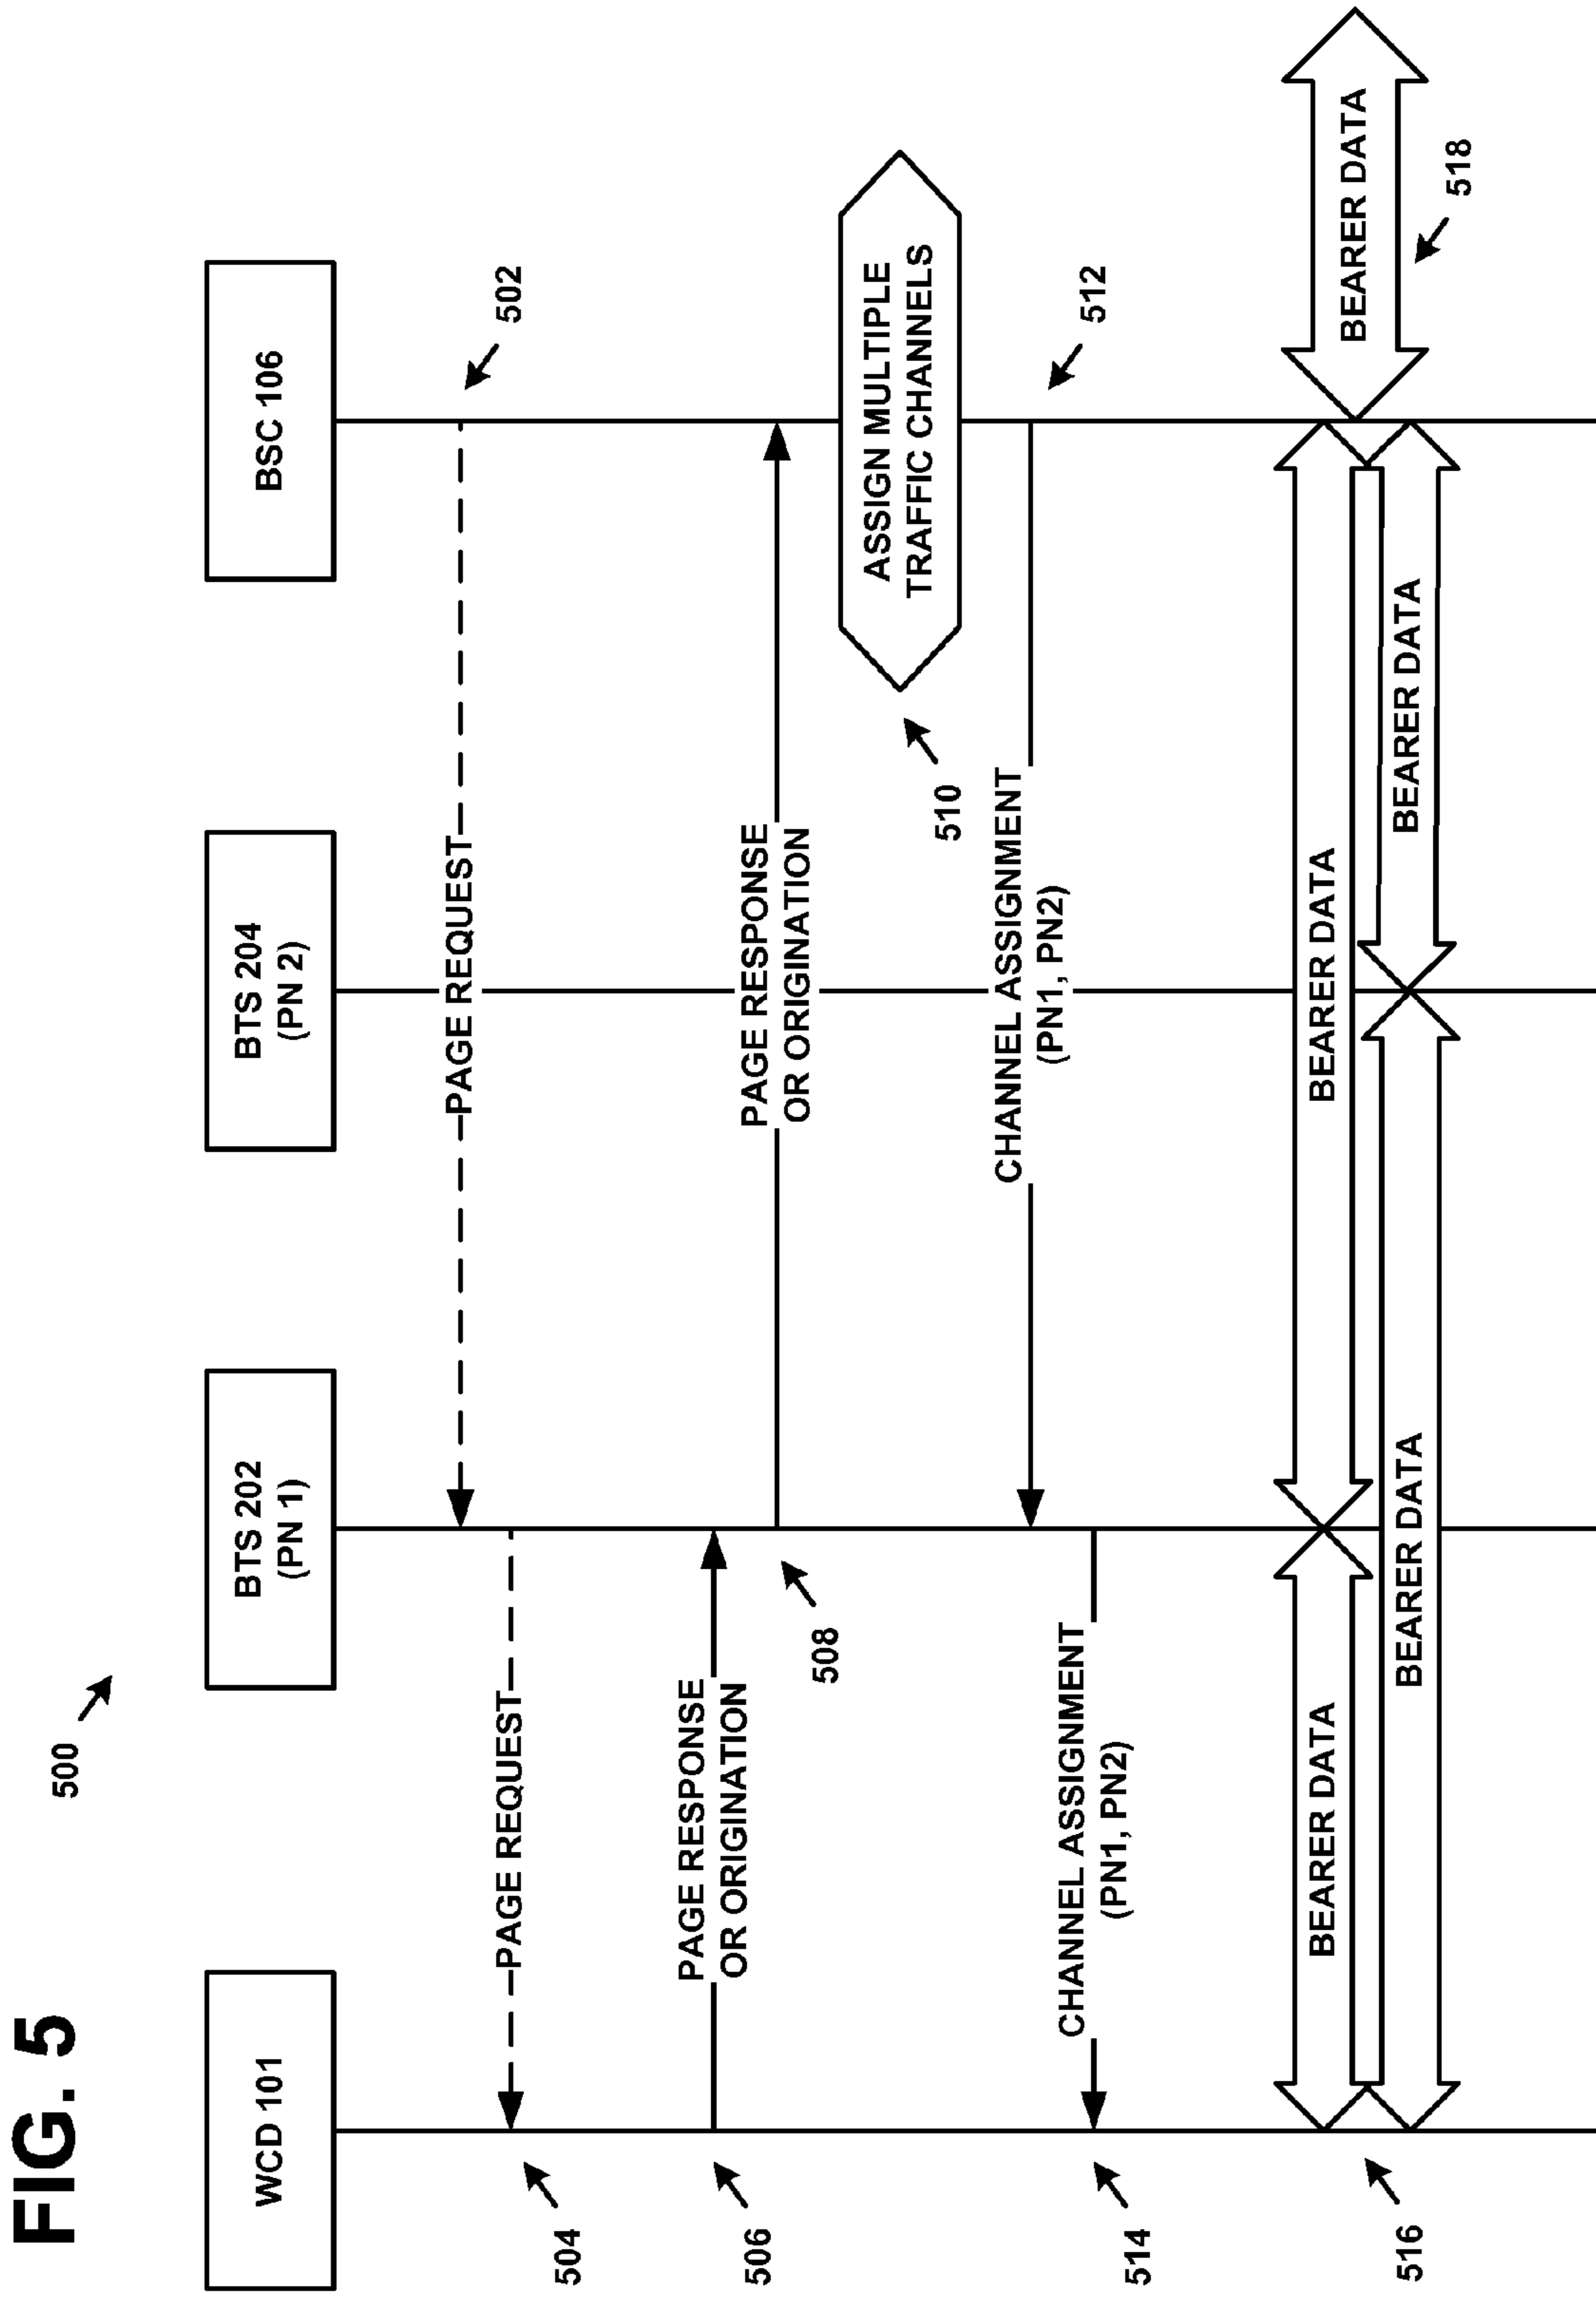 FIG. 5
500
WCD 101
BTS 202
(PN 1)
BTS 204
(PN 2)
BSC 106
PAGE REQUEST
502
PAGE REQUEST
504
PAGE RESPONSE
OR ORIGINATION
506
PAGE RESPONSE
OR ORIGINATION
508
ASSIGN MULTIPLE
TRAFFIC CHANNELS
510
CHANNEL ASSIGNMENT
(PN1, PN2)
512
CHANNEL ASSIGNMENT
(PN1, PN2)
514
BEARER DATA
BEARER DATA
BEARER DATA
BEARER DATA
BEARER DATA
516
518